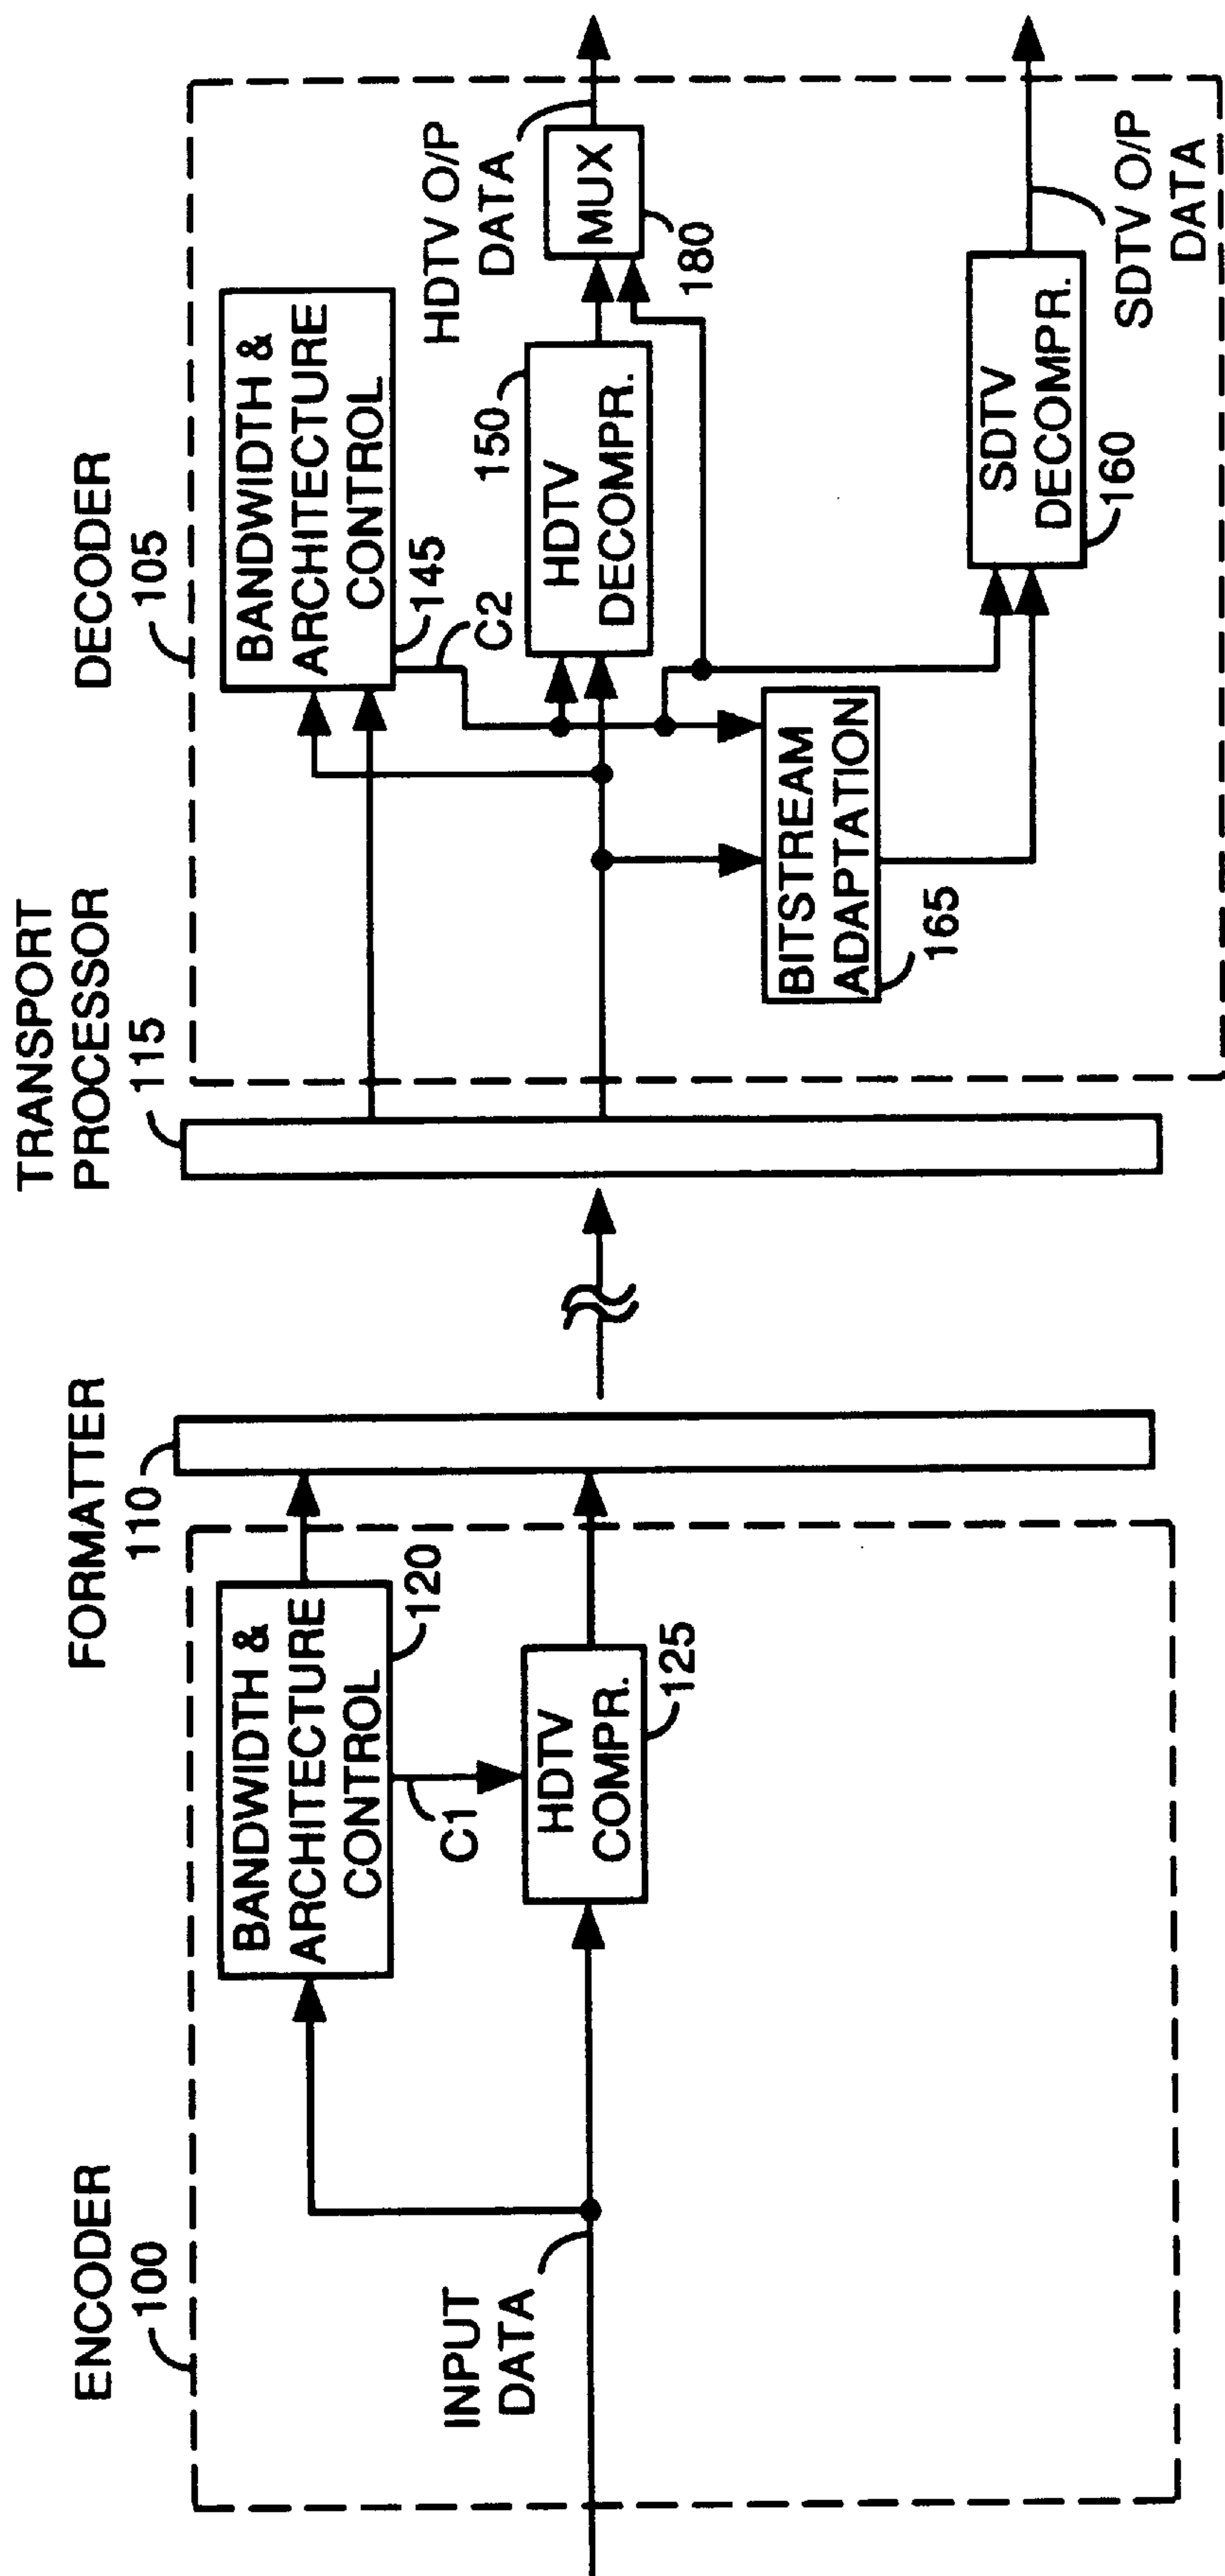 ENCODER
100
INPUT
DATA
BANDWIDTH &
ARCHITECTURE
CONTROL
120
C1
HDTV
COMPR.
125
FORMATTER
110
TRANSPORT
PROCESSOR
115
DECODER
105
BANDWIDTH &
ARCHITECTURE
CONTROL
145
C2
150
HDTV
DECOMPR.
BITSTREAM
ADAPTATION
165
HDTV O/P
DATA
MUX
180
SDTV
DECOMPR.
160
SDTV O/P
DATA